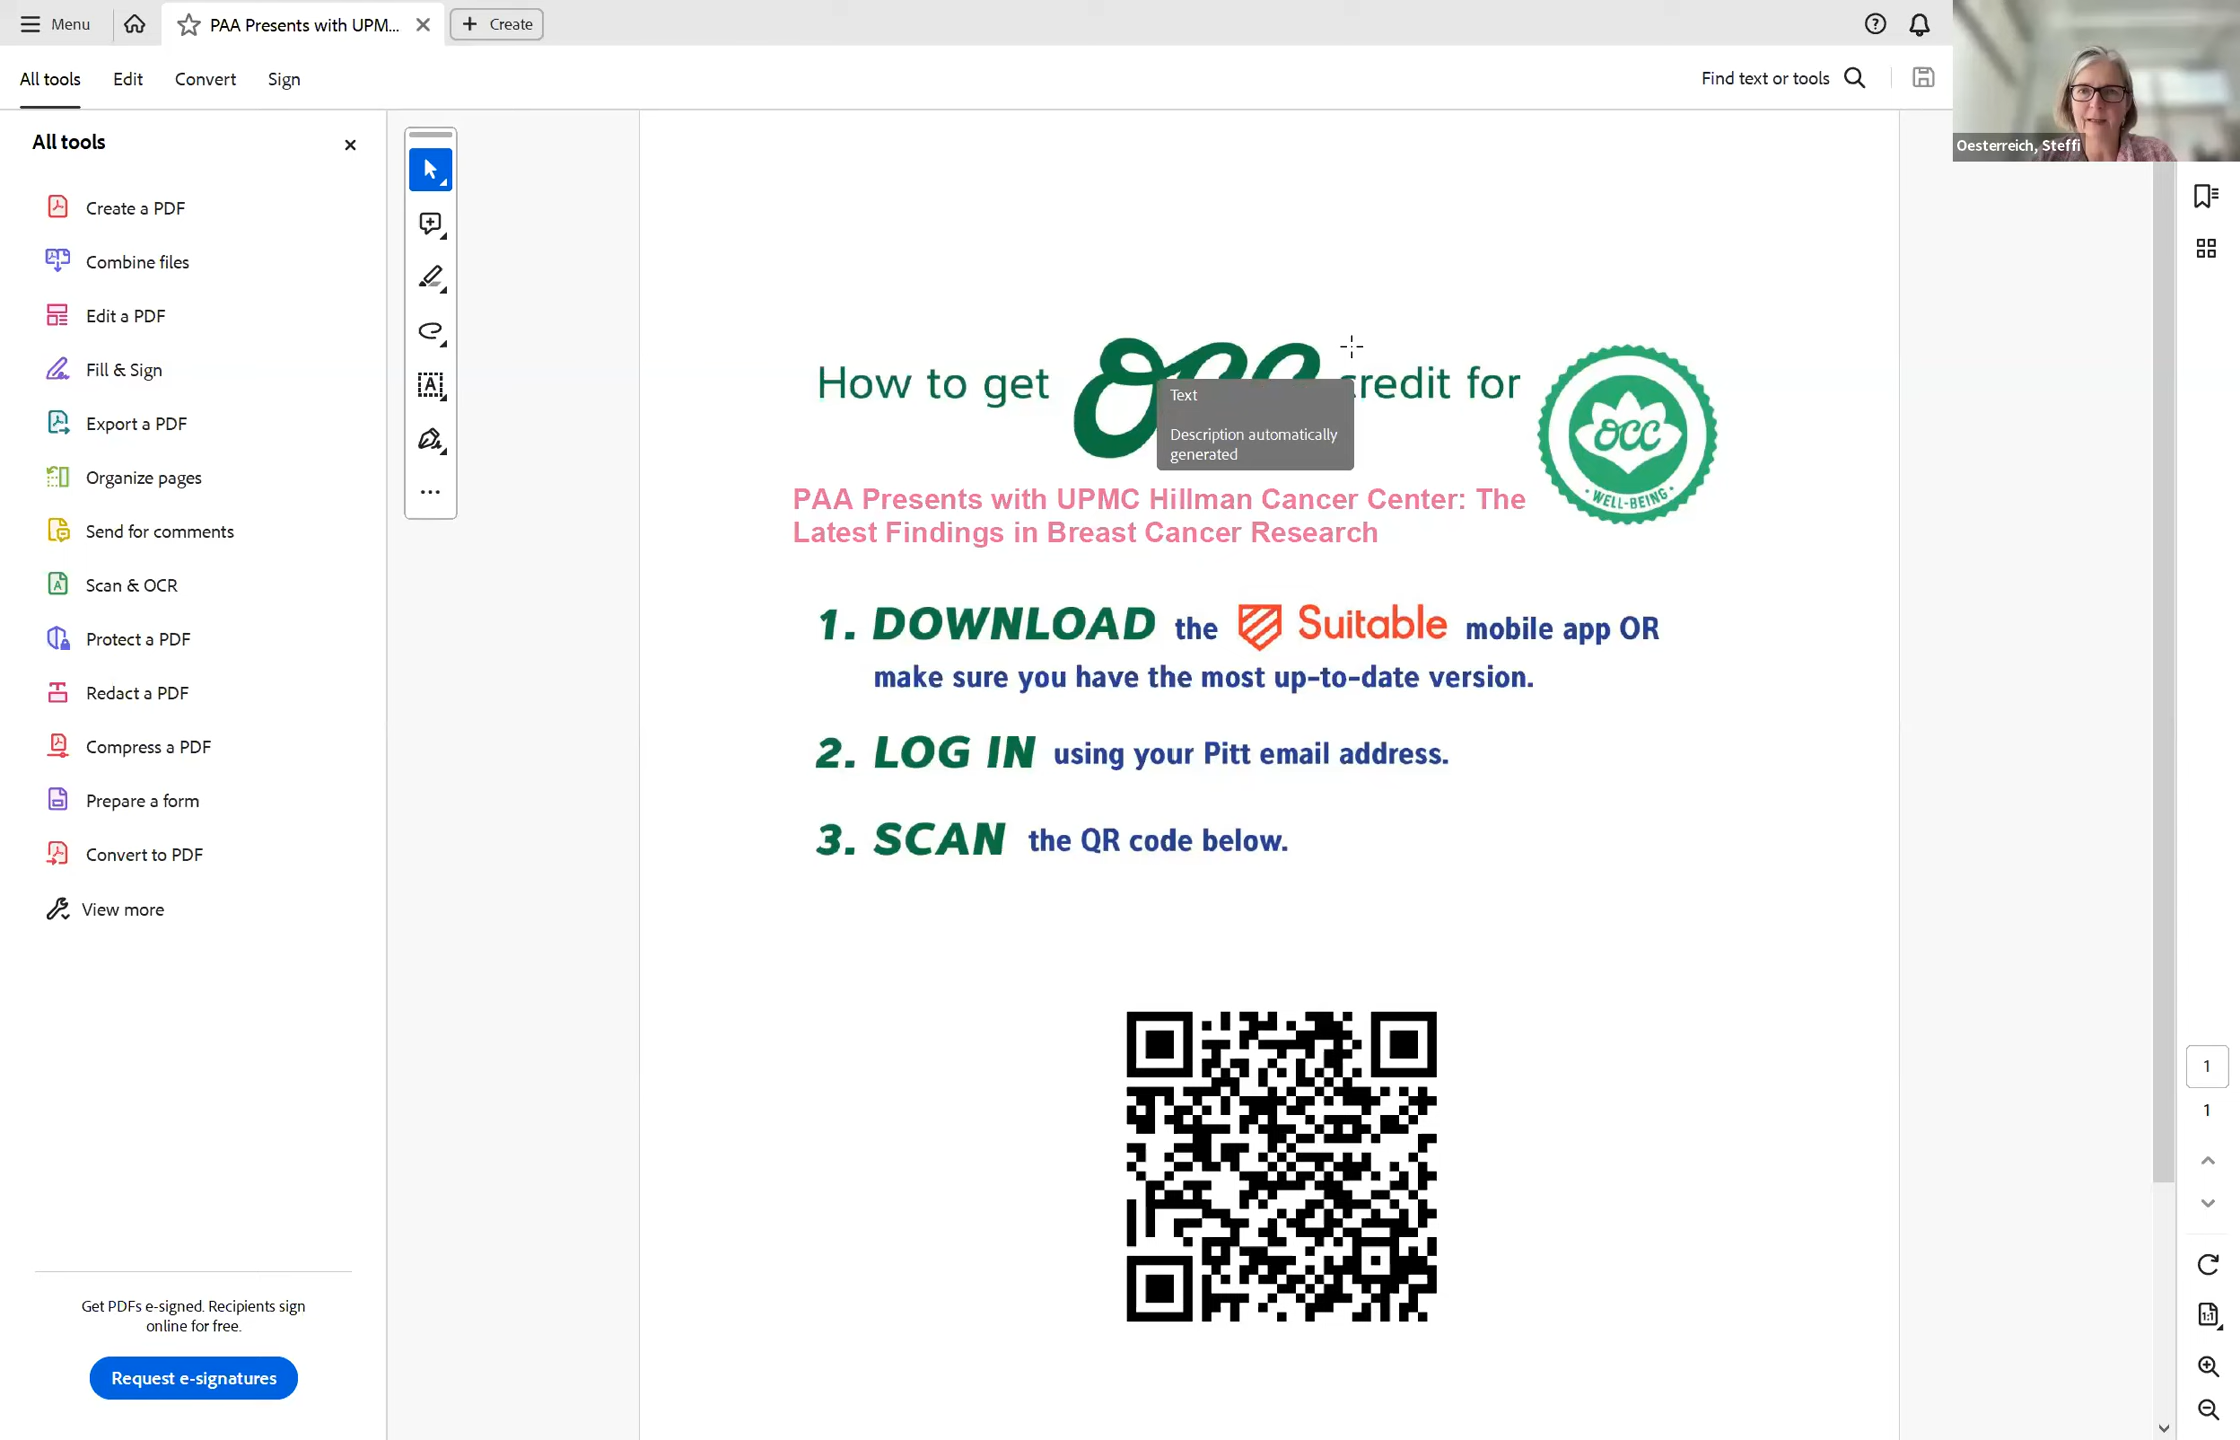 Menu
PAA Presents with UPM...
Create
All tools
Edit
Convert
Sign
Find text or tools
Oesterreich, Steffi
All tools
Create a PDF
Combine files
Edit a PDF
Fill & Sign
Export a PDF
Organize pages
Send for comments
Scan & OCR
Protect a PDF
Redact a PDF
Compress a PDF
Prepare a form
Convert to PDF
View more
Get PDFs e-signed. Recipients sign
online for free.
Request e-signatures
How to get occ credit for
Text
Description automatically
generated
occ
• WELL-BEING •
PAA Presents with UPMC Hillman Cancer Center: The
Latest Findings in Breast Cancer Research
1. DOWNLOAD the Suitable mobile app OR
make sure you have the most up-to-date version.
2. LOG IN using your Pitt email address.
3. SCAN the QR code below.
1
1
1:1